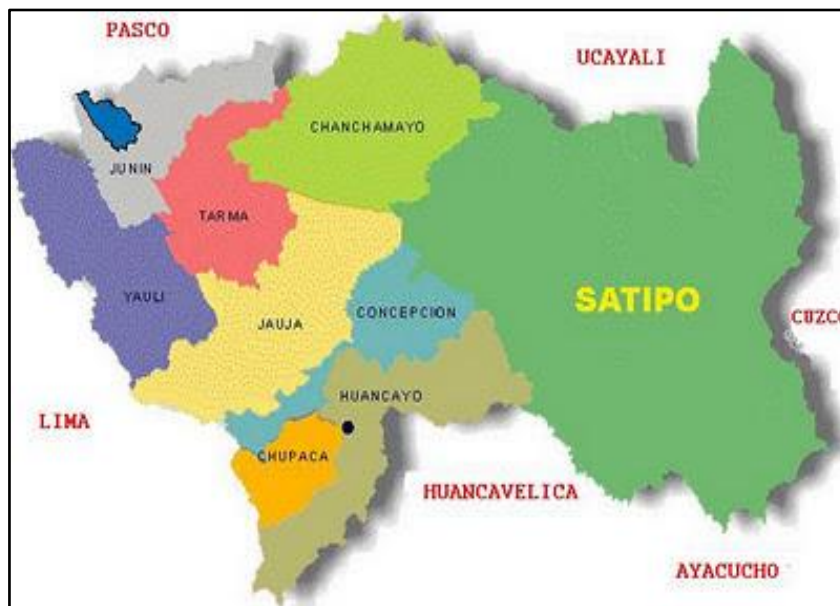 PASCO
UCAYALI
CHANCHAMAYO
JUNIN
TARMA
YAULI
SATIPO
CONCEPCION
CUZCO
JAUJA
HUANCAYO
LIMA
CHUPACA
HUANCAVELICA
AYACUCHO